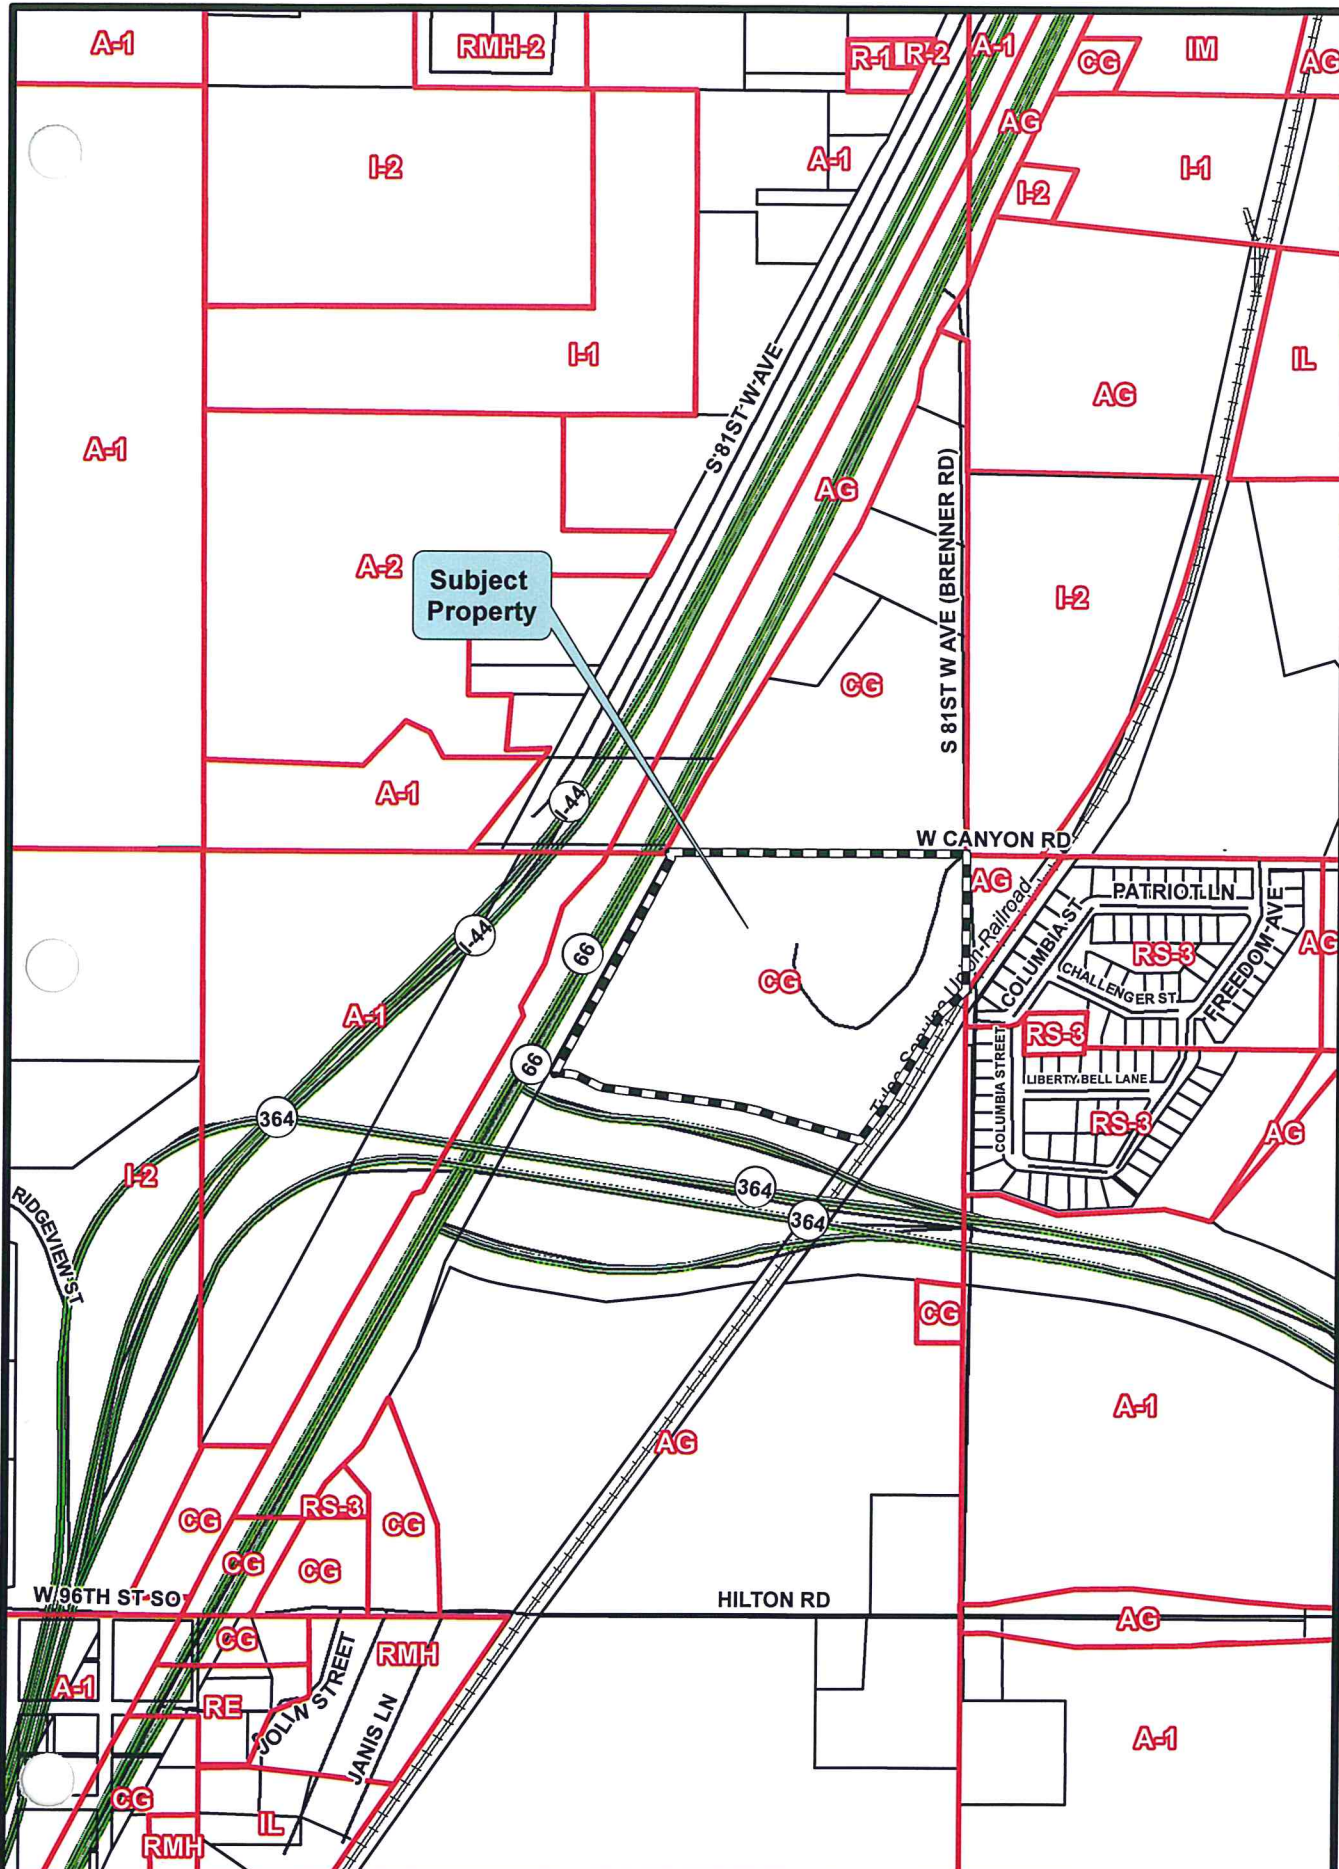 A-1
RMH-2
R-1
R-2
A-1
CG
IM
AG
AG
I-2
A-1
I-2
I-1
I-1
S 81ST W AVE
IL
AG
A-1
AG
S 81ST W AVE (BRENNER RD)
A-2
Subject
Property
I-2
CG
A-1
I-44
W CANYON RD
AG
PATRIOT LN
COLUMBIA ST
FREEDOM AVE
I-44
66
RS-3
AG
CG
CHALLENGER ST
Tulsa-Sapulpa Union-Railroad
A-1
RS-3
66
COLUMBIA STREET
LIBERTY BELL LANE
364
RS-3
AG
I-2
364
RIDGEVIEW ST
364
CG
A-1
AG
RS-3
CG
CG
CG
CG
W 96TH ST SO
HILTON RD
AG
CG
RMH
A-1
RE
JOLIN STREET
JANIS LN
A-1
CG
IL
RMH